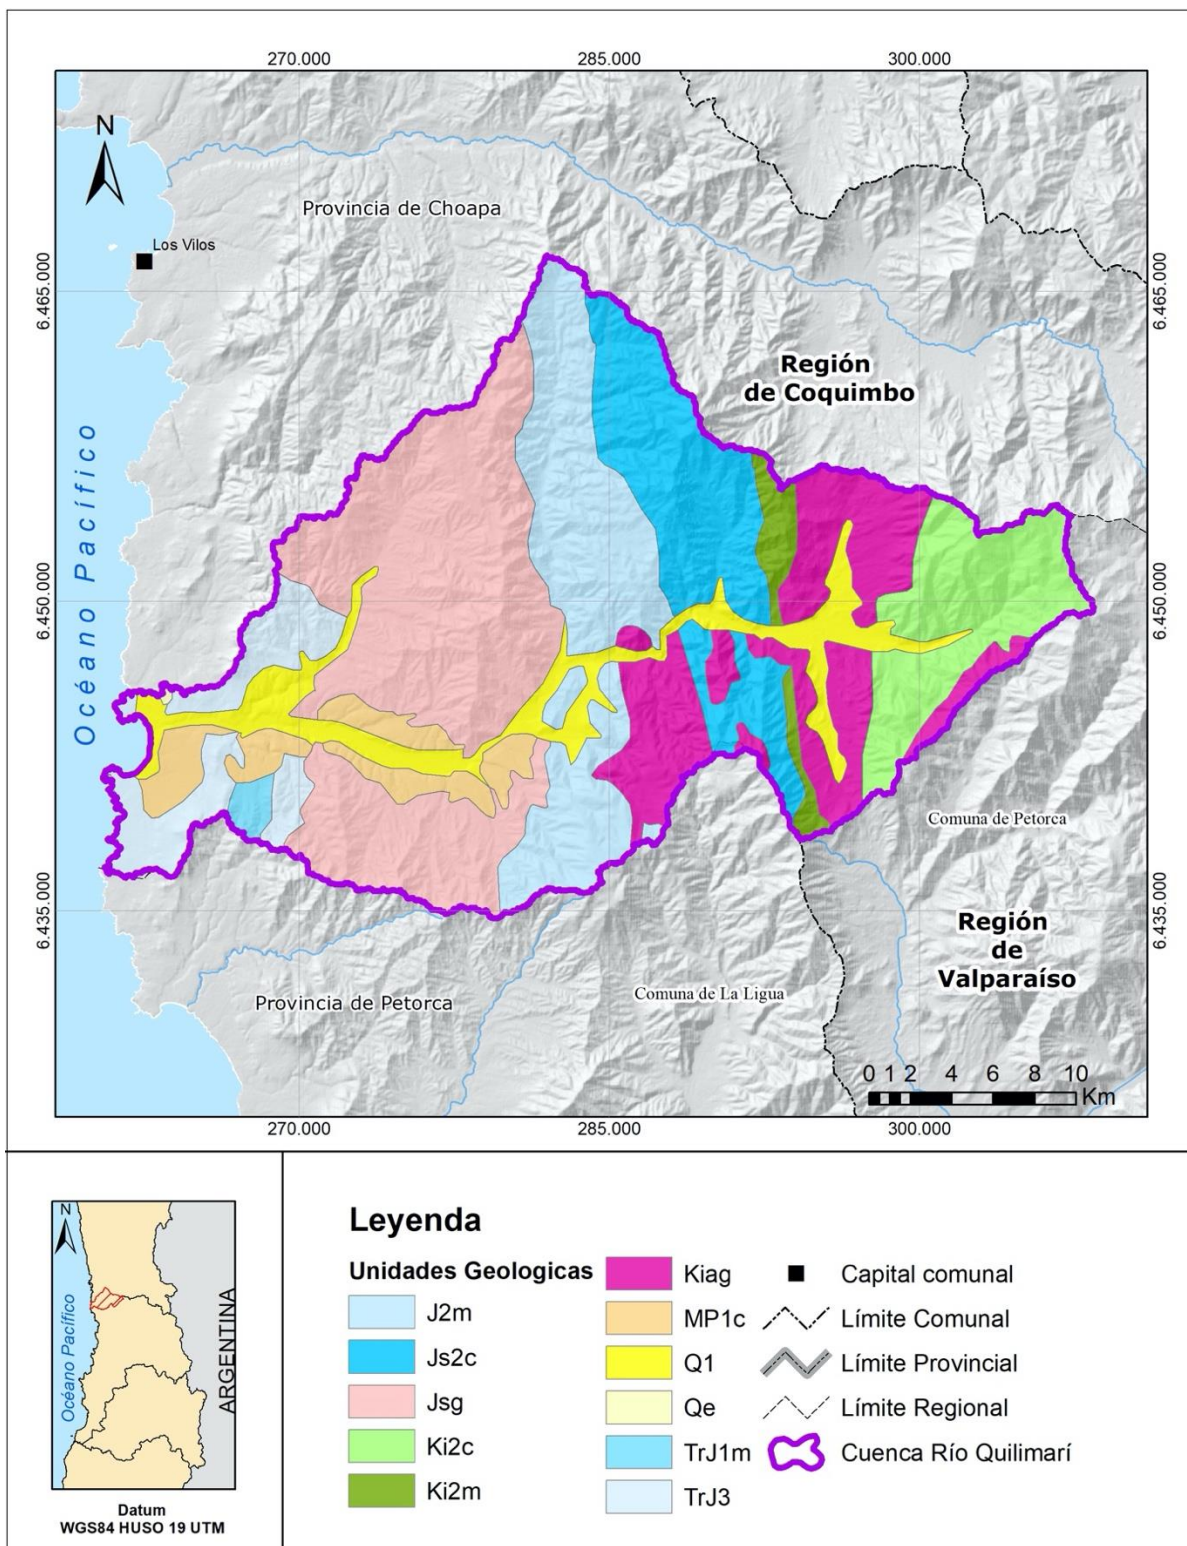 270.000
285.000
300.000
N
Provincia de Choapa
Los Vilos
6.465.000
6.465.000
Región
de Coquimbo
Océano Pacífico
6.450.000
6.450.000
Comuna de Petorca
6.435.000
6.435.000
Región
de
Valparaíso
Provincia de Petorca
Comuna de La Ligua
0 1 2 4 6 8 10
Km
270.000
285.000
300.000
N
Océano Pacífico
ARGENTINA
Datum
WGS84 HUSO 19 UTM
Leyenda
Unidades Geologicas
J2m
Js2c
Jsg
Ki2c
Ki2m
Kiag
MP1c
Q1
Qe
TrJ1m
TrJ3
Capital comunal
Límite Comunal
Límite Provincial
Límite Regional
Cuenca Río Quilimarí